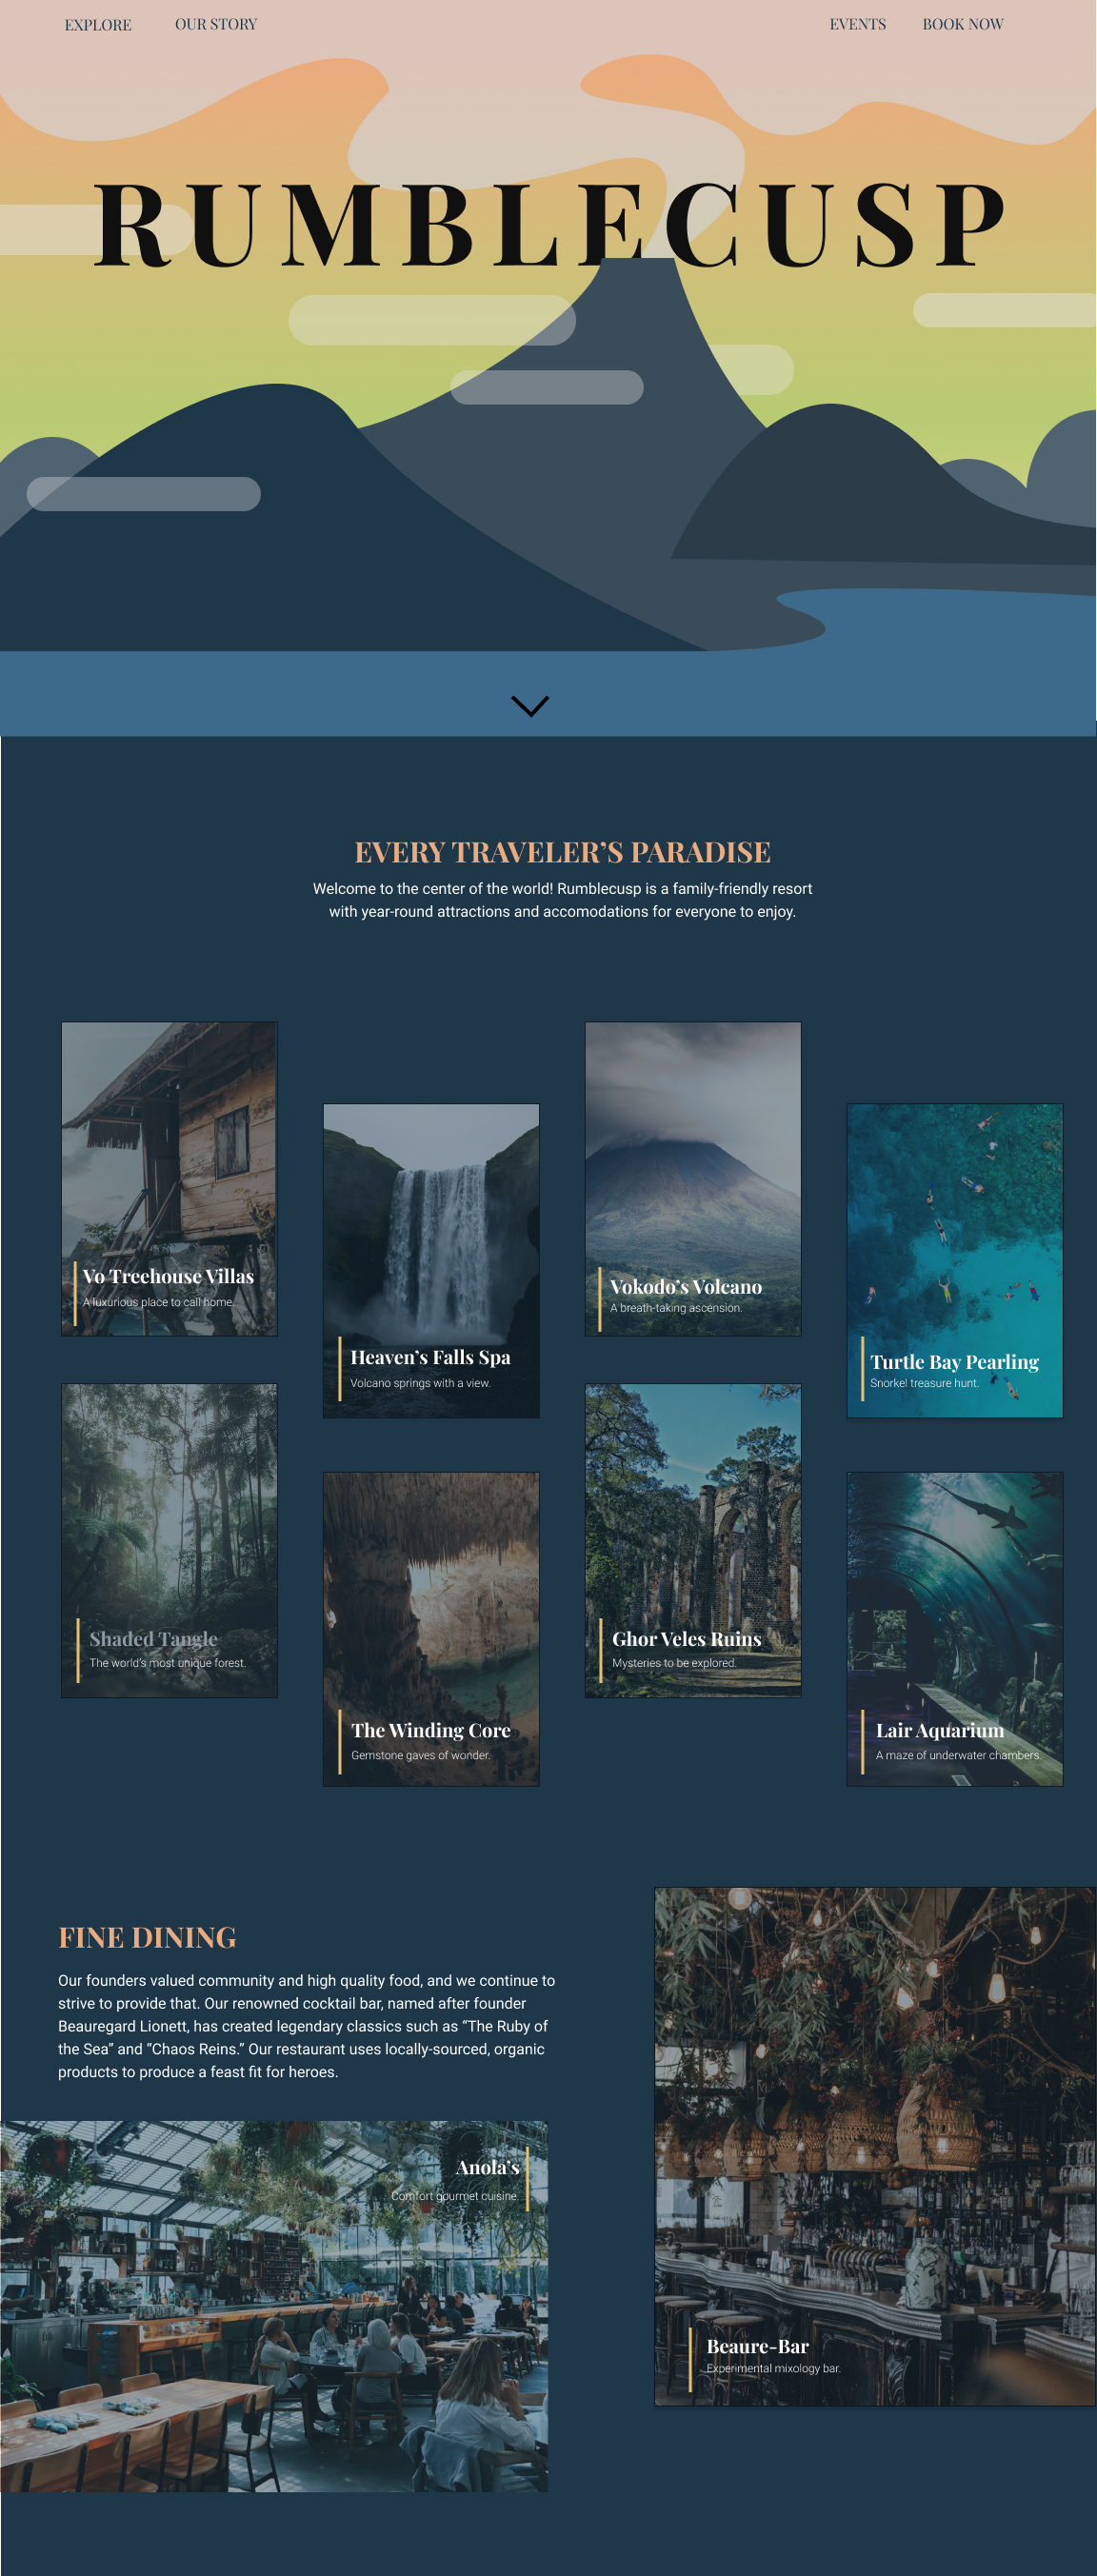 EXPLORE
OUR STORY
EVENTS
BOOK NOW
RUMBLECUSP
EVERY TRAVELER’S PARADISE
Welcome to the center of the world! Rumblecusp is a family-friendly resort
with year-round attractions and accomodations for everyone to enjoy.
Vo Treehouse Villas
A luxurious place to call home.
Heaven’s Falls Spa
Volcano springs with a view.
Vokodo’s Volcano
A breath-taking ascension.
Turtle Bay Pearling
Snorkel treasure hunt.
Shaded Tangle
The world’s most unique forest.
The Winding Core
Gemstone gaves of wonder.
Ghor Veles Ruins
Mysteries to be explored.
Lair Aquarium
A maze of underwater chambers.
FINE DINING
Our founders valued community and high quality food, and we continue to
strive to provide that. Our renowned cocktail bar, named after founder
Beauregard Lionett, has created legendary classics such as “The Ruby of
the Sea” and “Chaos Reins.” Our restaurant uses locally-sourced, organic
products to produce a feast fit for heroes.
Anola’s
Comfort gourmet cuisine.
Beaure-Bar
Experimental mixology bar.